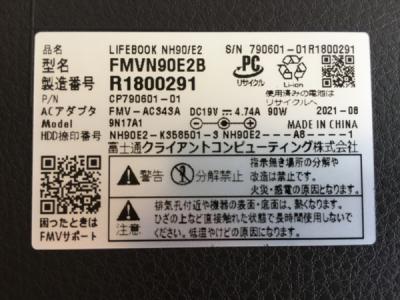 品名 LIFEBOOK NH90/E2 S/N 790601-01R1800291
型名 FMVN90E2B
製造番号 R1800291
P/N CP790601-01
ACアダプタ FMV-AC343A DC19V 4.74A 90W 2021-08
Model 9N17A1 MADE IN CHINA
HDD捺印番号 NH90E2-K358501-3 NH90E2----A8----1
富士通クライアントコンピューティング株式会社
PC
リサイクル
Li-ion
使用済みの電池は
リサイクルへ
警告
分解禁止
指示無き場所の分解や
改造は禁止です。
火災・感電の原因となります。
注意
排気孔付近や機器の表面・底面は、熱くなります。
ひざの上など直接触れた状態で長時間使用しないで
ください。低温やけどの原因になります。
困ったときは
FMVサポート